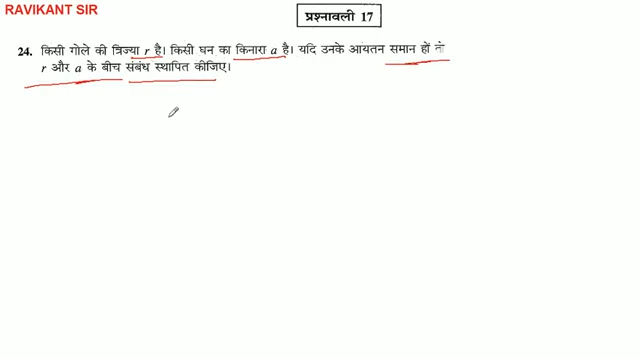 RAVIKANT SIR
प्रश्नावली 17
24. किसी गोले की त्रिज्या r है। किसी घन का किनारा a है। यदि उनके आयतन समान हों तो
r और a के बीच संबंध स्थापित कीजिए।